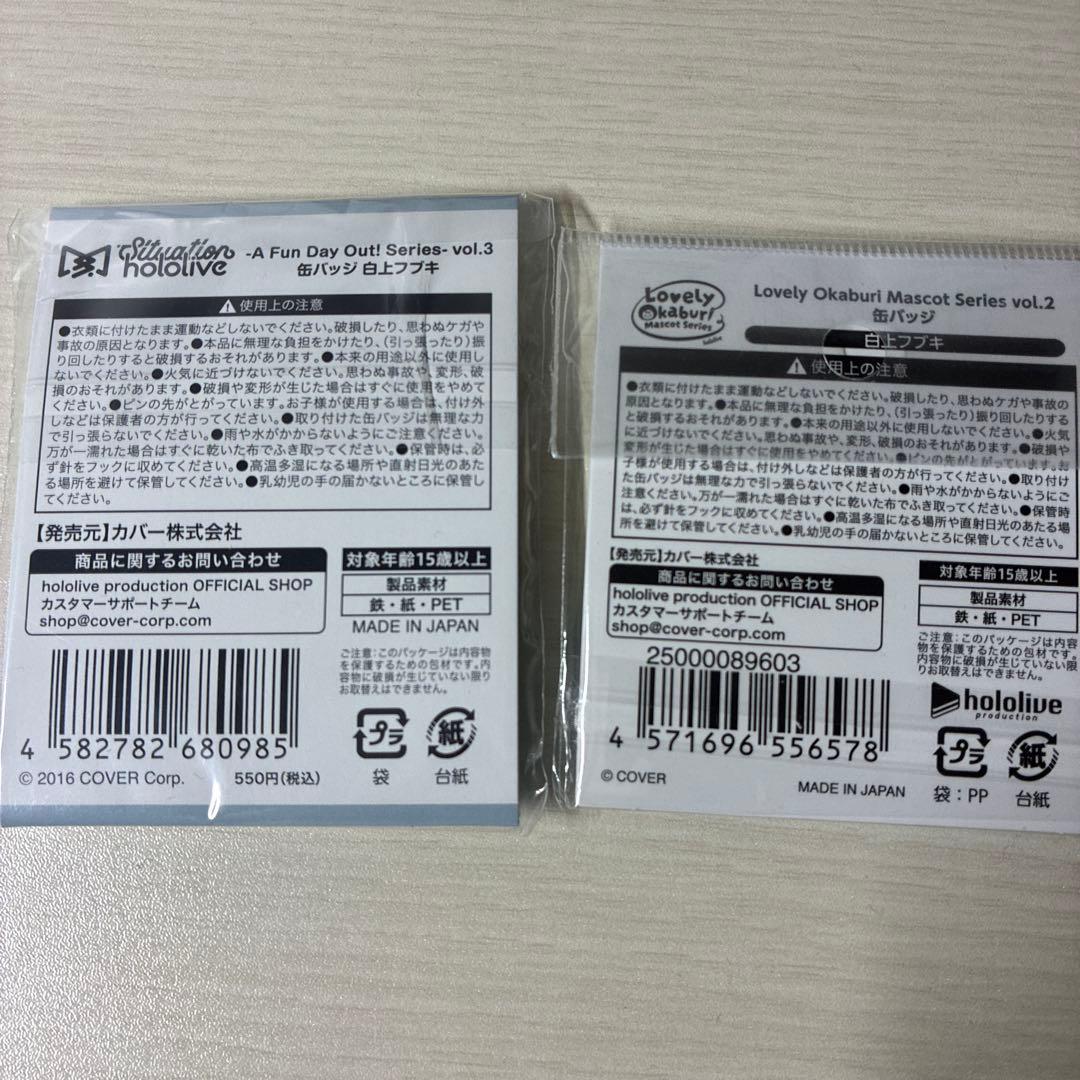 Situation
hololive
-A Fun Day Out! Series- vol.3
缶バッジ 白上フブキ
使用上の注意
●衣類に付けたまま運動などしないでください。破損したり、思わぬケガや
事故の原因となります。●本品に無理な負担をかけたり、(引っ張ったり)振
り回したりすると破損するおそれがあります。●本来の用途以外に使用し
ないでください。●火気に近づけないでください。思わぬ事故や、変形、破
損のおそれがあります。●破損や変形が生じた場合はすぐに使用をやめて
ください。●ピンの先がとがっています。お子様が使用する場合は、付け外
しなどは保護者の方が行ってください。●取り付けた缶バッジは無理な力
で引っ張らないでください。●雨や水がかからないようにご注意ください。
万が一濡れた場合はすぐに乾いた布でふき取ってください。●保管時は、必
ず針をフックに収めてください。●高温多湿になる場所や直射日光のあた
る場所を避けて保管してください。●乳幼児の手の届かないところに保管し
てください。
【発売元】カバー株式会社
商品に関するお問い合わせ
hololive production OFFICIAL SHOP
カスタマーサポートチーム
shop@cover-corp.com
対象年齢15歳以上
製品素材
鉄・紙・PET
MADE IN JAPAN
ご注意：このパッケージは内容
物を保護するための包材です。内
容物に破損が生じていない限り
お取替えはできません。
4 582782 680985
プラ
袋
紙
台紙
© 2016 COVER Corp.
550円(税込)
Lovely
Okaburi
Mascot Series
hololive
Lovely Okaburi Mascot Series vol.2
缶バッジ
白上フブキ
使用上の注意
●衣類に付けたまま運動などしないでください。破損したり、思わぬケガや事故の
原因となります。●本品に無理な負担をかけたり、(引っ張ったり)振り回したりする
と破損するおそれがあります。●本来の用途以外に使用しないでください。●火気
に近づけないでください。思わぬ事故や、変形、破損のおそれがあります。●破損や
変形が生じた場合はすぐに使用をやめてください。●ピンの先がとがっています。お
子様が使用する場合は、付け外しなどは保護者の方が行ってください。●取り付け
た缶バッジは無理な力で引っ張らないでください。●雨や水がかからないようにご
注意ください。万が一濡れた場合はすぐに乾いた布でふき取ってください。●保管時
は、必ず針をフックに収めてください。●高温多湿になる場所や直射日光のあたる場
所を避けて保管してください。●乳幼児の手の届かないところに保管してください。
【発売元】カバー株式会社
商品に関するお問い合わせ
hololive production OFFICIAL SHOP
カスタマーサポートチーム
shop@cover-corp.com
対象年齢15歳以上
製品素材
鉄・紙・PET
ご注意：このパッケージは内容
物を保護するための包材です。
内容物に破損が生じていない限
りお取替えはできません。
25000089603
4 571696 556578
hololive
production
プラ
袋：PP
紙
台紙
© COVER
MADE IN JAPAN